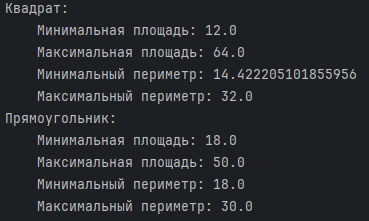 Квадрат:
Минимальная площадь: 12.0
Максимальная площадь: 64.0
Минимальный периметр: 14.422205101855956
Максимальный периметр: 32.0
Прямоугольник:
Минимальная площадь: 18.0
Максимальная площадь: 50.0
Минимальный периметр: 18.0
Максимальный периметр: 30.0